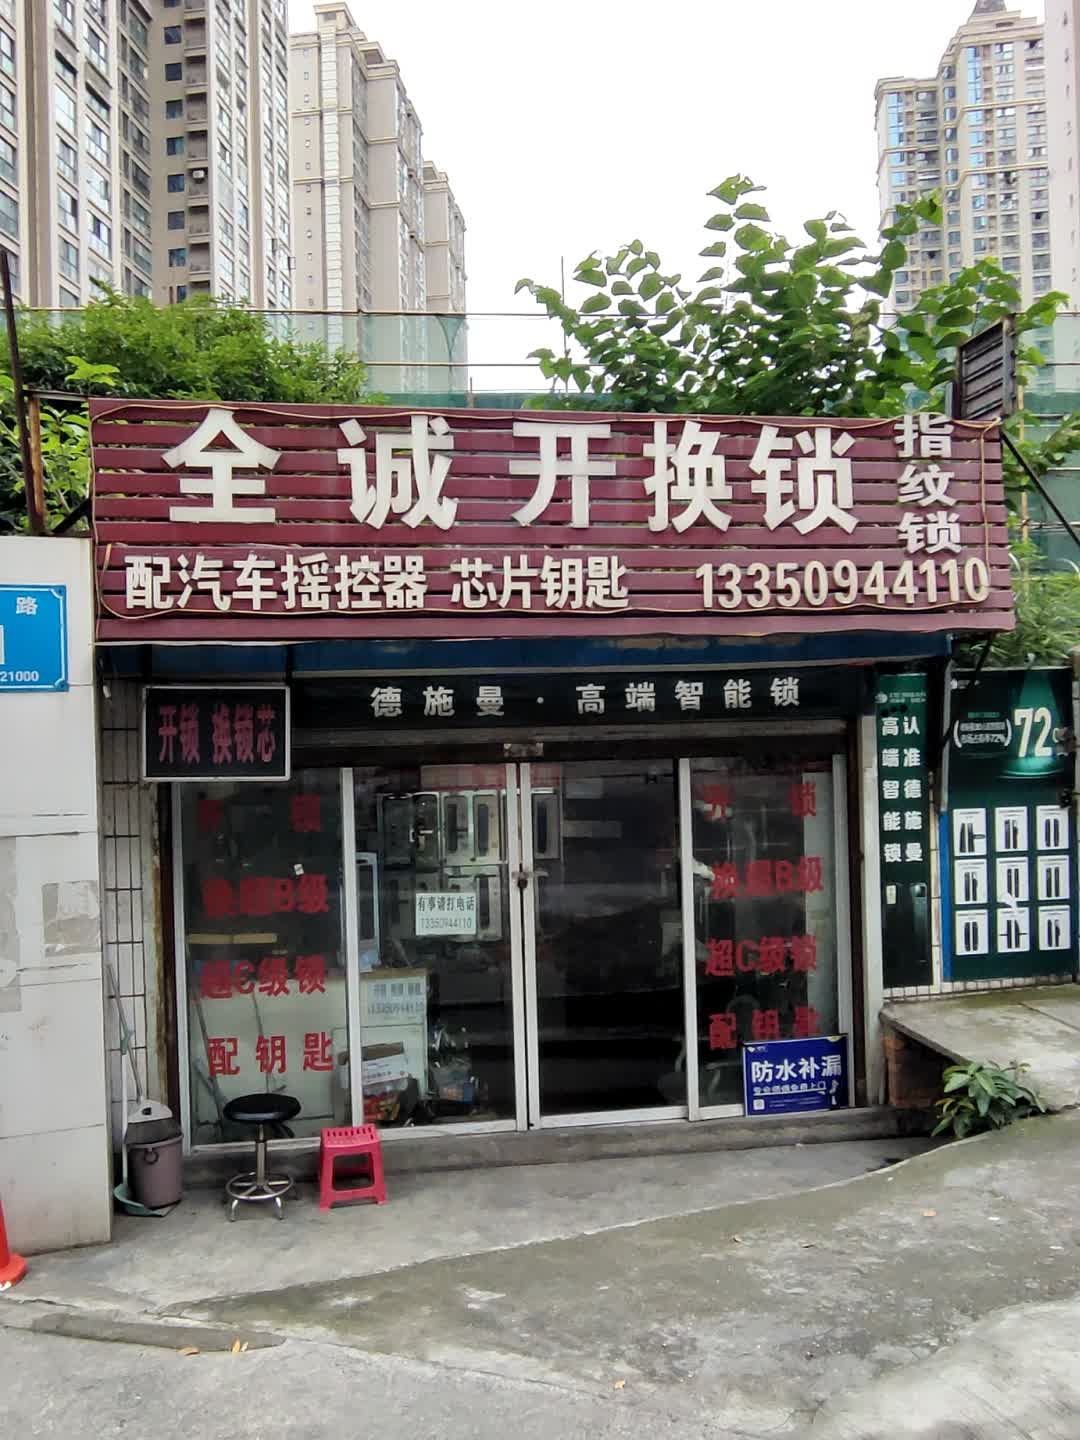 全诚开换锁
指纹锁
配汽车摇控器 芯片钥匙 13350944110
路
21000
德施曼·高端智能锁
开锁 换锁芯
开 锁
换超B级
超C级锁
配钥匙
有事请打电话
13350944110
13350944110
开 锁
换超B级
超C级锁
配钥匙
防水补漏
认准德施曼
高端智能锁
72